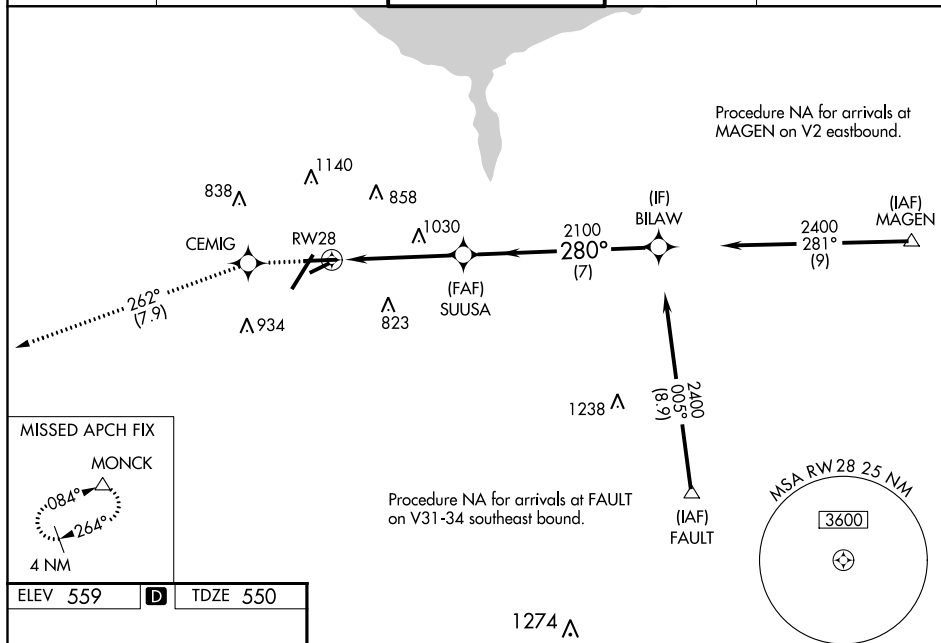 Procedure NA for arrivals at
MAGEN on V2 eastbound.
1140
838
858
1030
(IF)
BILAW
(IAF)
MAGEN
CEMIG
RW28
2100
280°
(7)
2400
281°
(9)
(FAF)
SUUSA
262°
(7.9)
934
823
2400
005°
(8.9)
1238
MISSED APCH FIX
MONCK
084°
264°
4 NM
Procedure NA for arrivals at FAULT
on V31-34 southeast bound.
(IAF)
FAULT
MSA RW 28 25 NM
3600
ELEV 559 D TDZE 550
1274